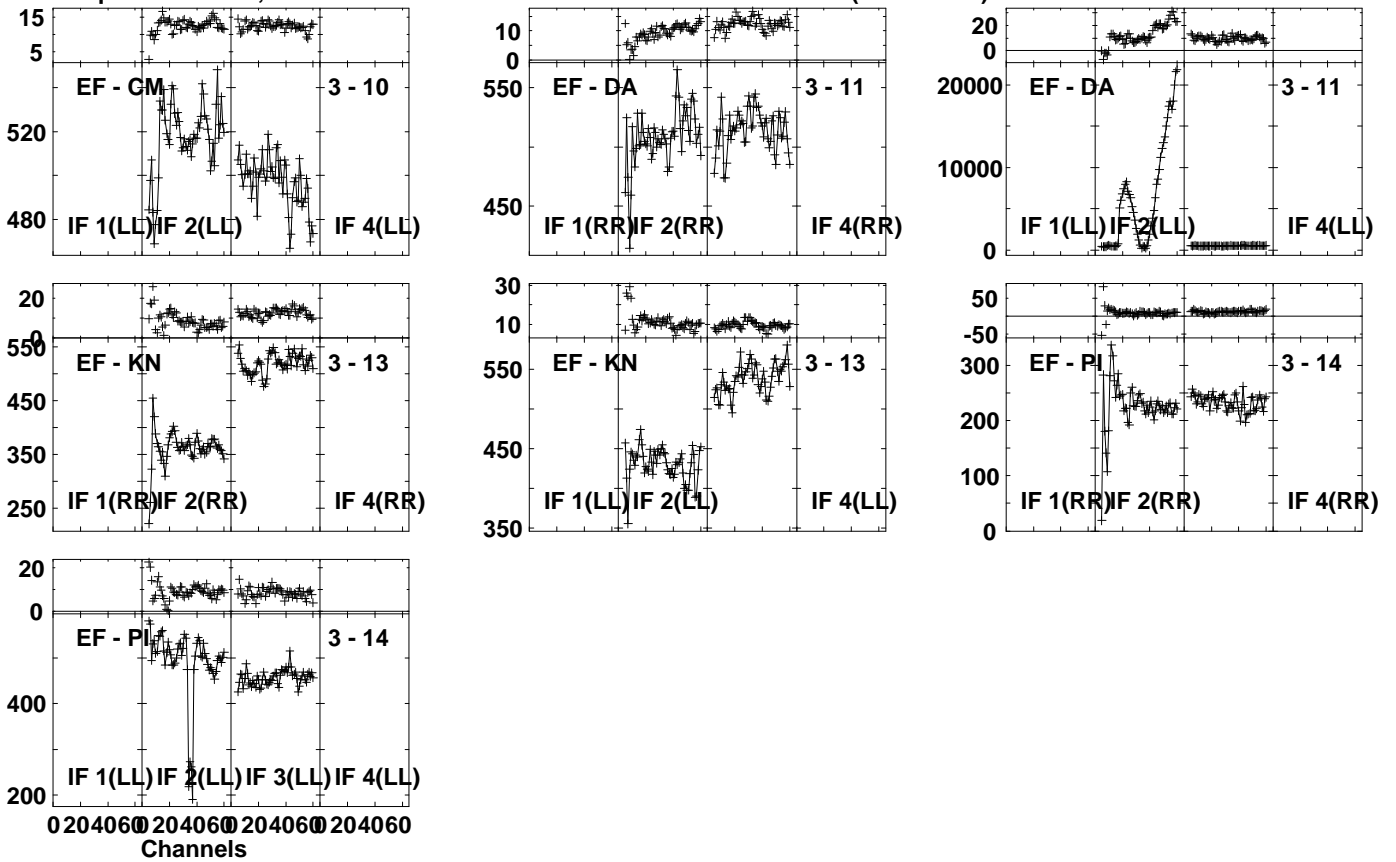 15
10
5
EF - CM
3 - 10
520
480
IF 1(LL)
IF 2(LL)
IF 4(LL)
10
0
EF - DA
3 - 11
550
450
IF 1(RR)
IF 2(RR)
IF 4(RR)
20
0
EF - DA
3 - 11
20000
10000
0
IF 1(LL)
IF 2(LL)
IF 4(LL)
20
0
EF - KN
3 - 13
550
450
350
250
IF 1(RR)
IF 2(RR)
IF 4(RR)
30
10
EF - KN
3 - 13
550
450
350
IF 1(LL)
IF 2(LL)
IF 4(LL)
50
-50
EF - PI
3 - 14
300
200
100
0
IF 1(RR)
IF 2(RR)
IF 4(RR)
20
0
EF - PI
3 - 14
400
200
IF 1(LL)
IF 2(LL)
IF 3(LL)
IF 4(LL)
0 20 40 60 0 20 40 60 0 20 40 60 0 20 40 60
Channels